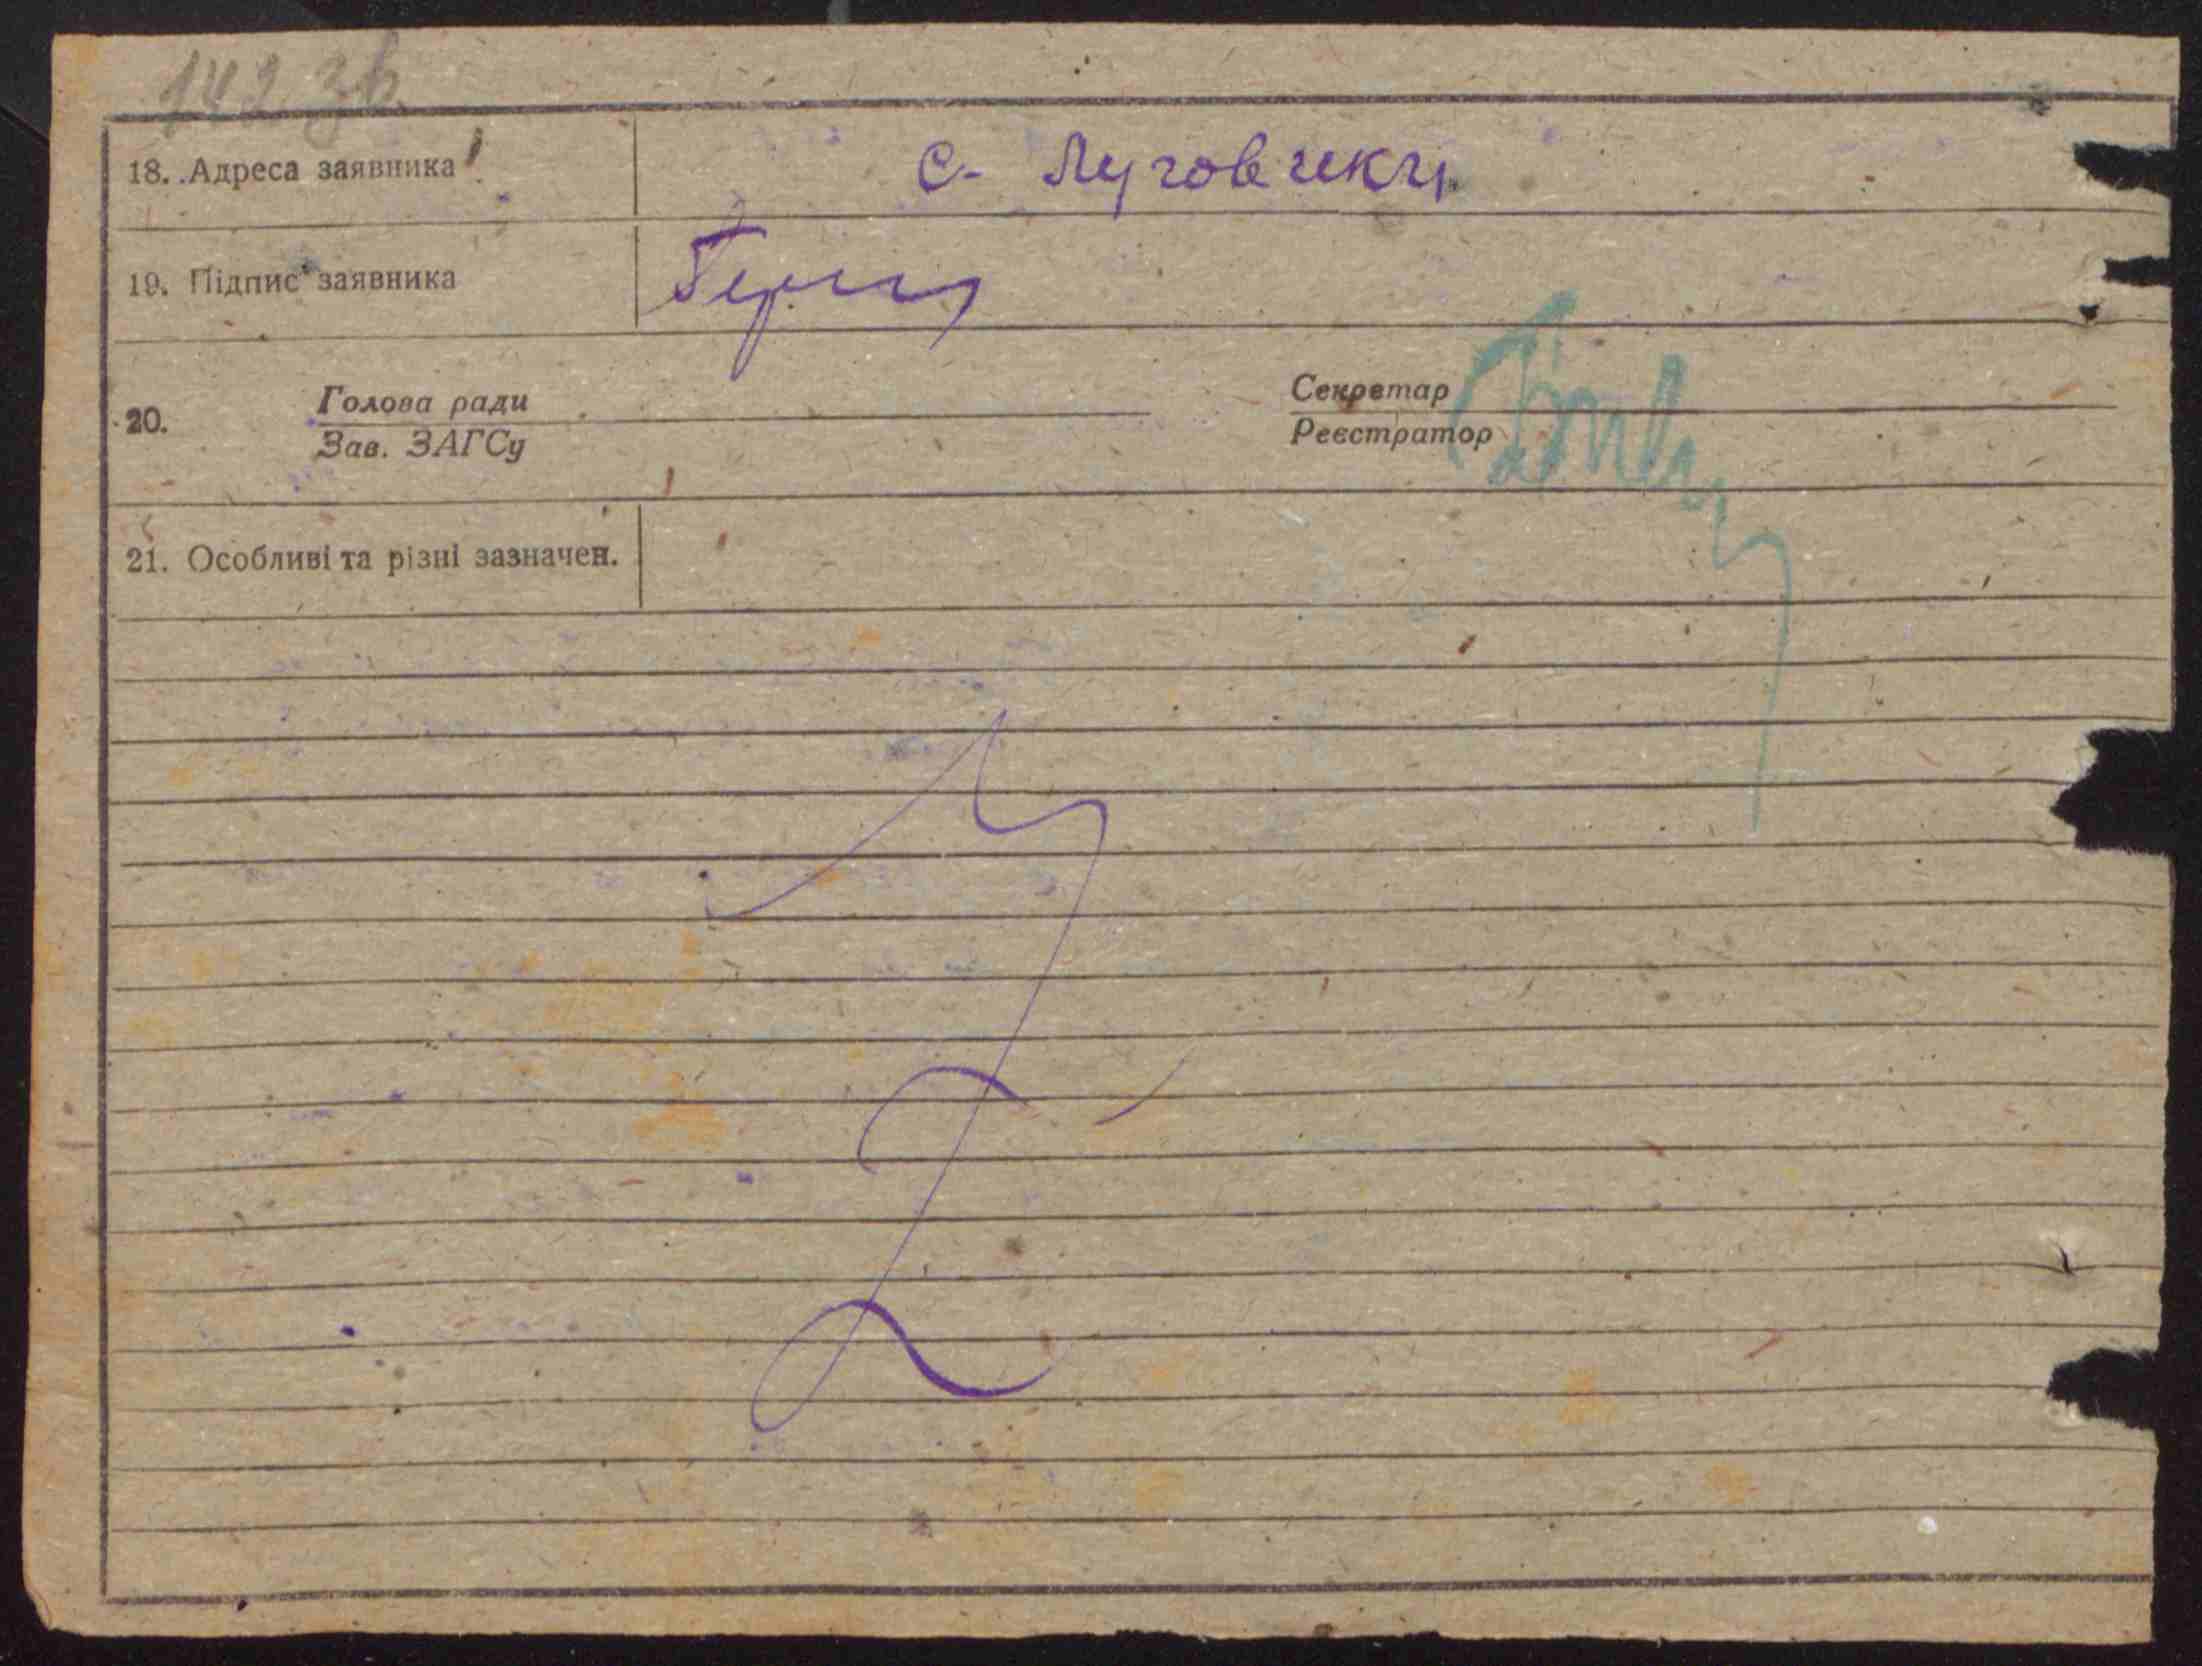 142 зв.
18. Адреса заявника с. Луговчеки
19. Підпис заявника
20. Голова ради Секретар
Зав. ЗАГСу Реєстратор
21. Особливі та різні зазначен.